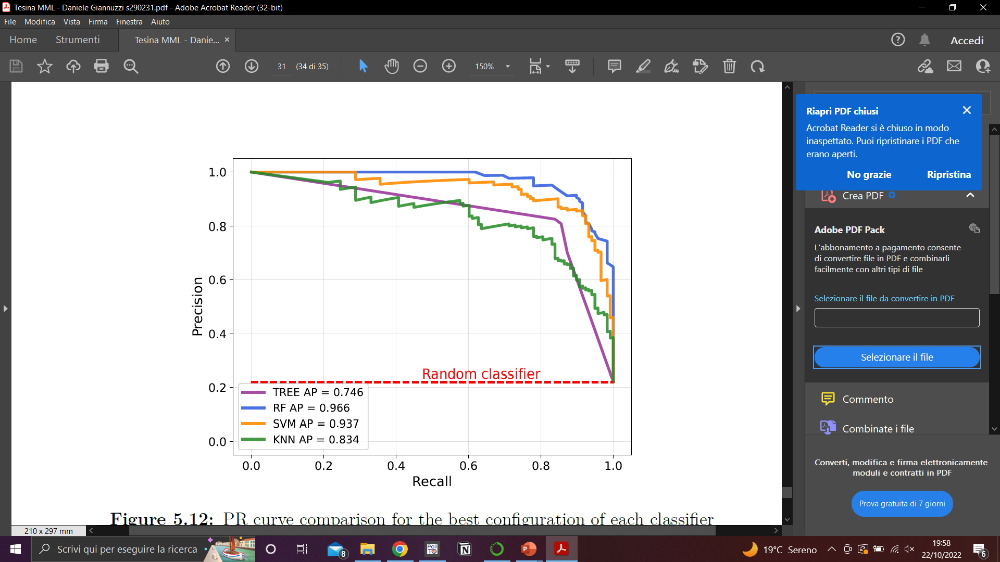 Tesina MML - Daniele Giannuzzi s290231.pdf - Adobe Acrobat Reader (32-bit)
File Modifica Vista Firma Finestra Aiuto
Home Strumenti Tesina MML - Danie... ×
Accedi
31 (34 di 35) 150%
Riapri PDF chiusi
Acrobat Reader si è chiuso in modo
inaspettato. Puoi ripristinare i PDF che
erano aperti.
No grazie Ripristina
Crea PDF
Adobe PDF Pack
L'abbonamento a pagamento consente
di convertire file in PDF e combinarli
facilmente con altri tipi di file
Selezionare il file da convertire in PDF
Selezionare il file
Commento
Combinate i file
Converti, modifica e firma elettronicamente
moduli e contratti in PDF
Prova gratuita di 7 giorni
1.0
0.8
0.6
0.4
0.2
0.0
Precision
Random classifier
TREE AP = 0.746
RF AP = 0.966
SVM AP = 0.937
KNN AP = 0.834
0.0 0.2 0.4 0.6 0.8 1.0
Recall
Figure 5.12: PR curve comparison for the best configuration of each classifier
210 x 297 mm
Scrivi qui per eseguire la ricerca
8
Poli
TO
19°C Sereno
19:58
22/10/2022
6